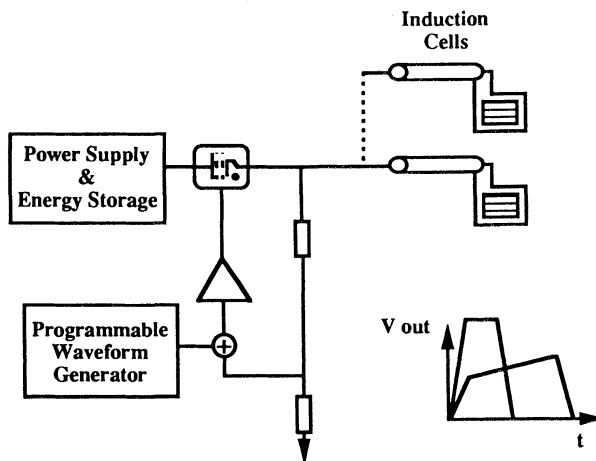 Induction
Cells
Power Supply
&
Energy Storage
Programmable
Waveform
Generator
+
V out
t